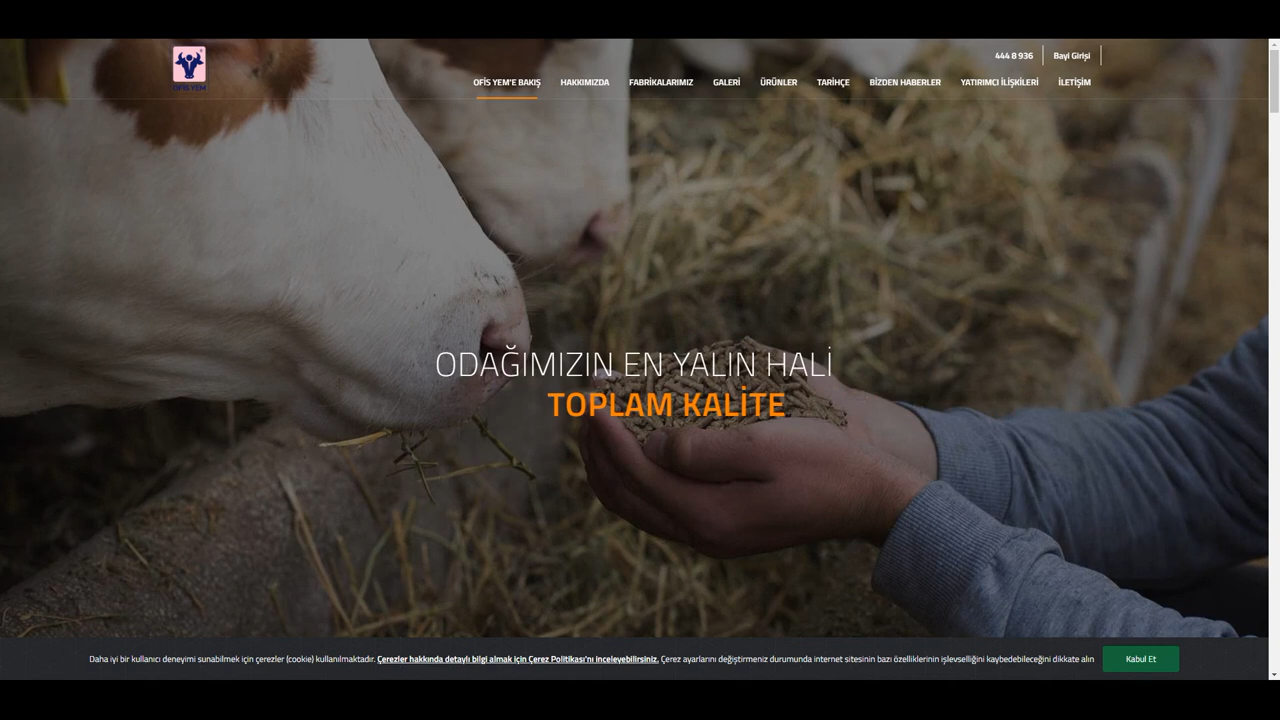 444 8 936
Bayi Girişi
OFİS YEM
OFİS YEM'E BAKIŞ
HAKKIMIZDA
FABRİKALARIMIZ
GALERİ
ÜRÜNLER
TARİHÇE
BİZDEN HABERLER
YATIRIMCI İLİŞKİLERİ
İLETİŞİM
ODAĞIMIZIN EN YALIN HALİ
TOPLAM KALİTE
Daha iyi bir kullanıcı deneyimi sunabilmek için çerezler (cookie) kullanılmaktadır. Çerezler hakkında detaylı bilgi almak için Çerez Politikası'nı inceleyebilirsiniz. Çerez ayarlarını değiştirmeniz durumunda internet sitesinin bazı özelliklerinin işlevselliğini kaybedebileceğini dikkate alın
Kabul Et